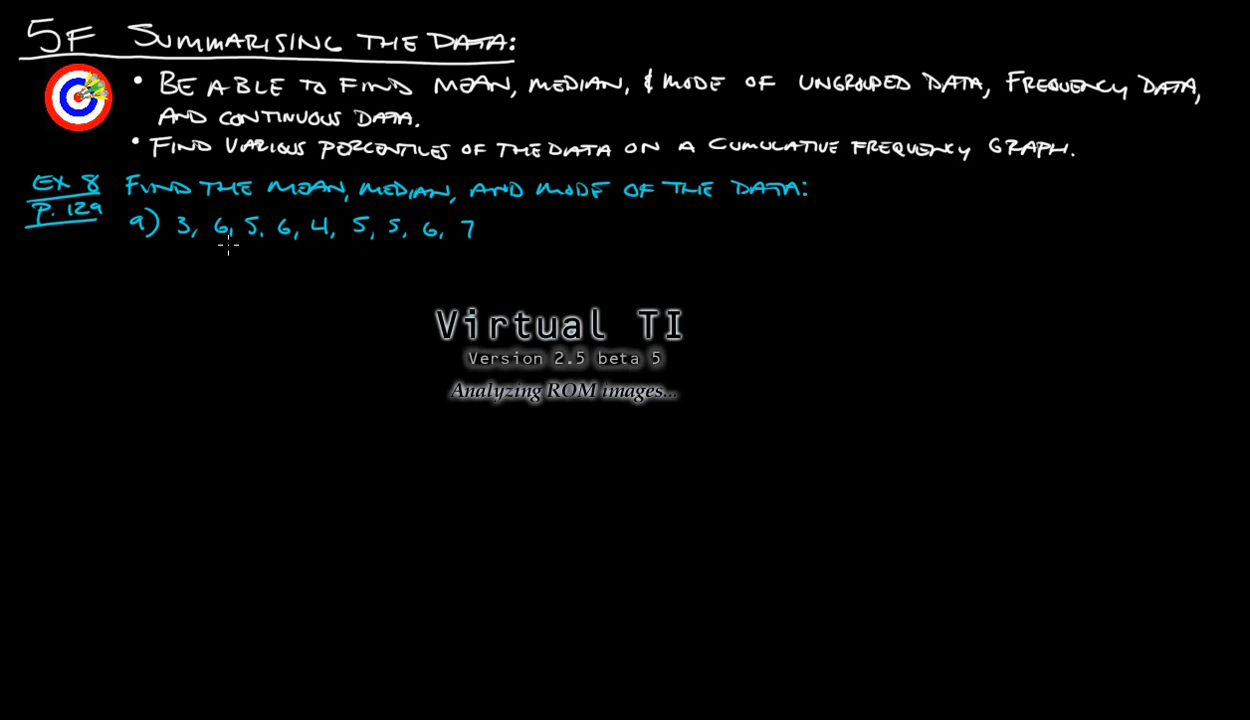 5F SUMMARISING THE DATA:
• BE ABLE TO FIND MEAN, MEDIAN, & MODE OF UNGROUPED DATA, FREQUENCY DATA,
AND CONTINUOUS DATA.
• FIND VARIOUS PERCENTILES OF THE DATA ON A CUMULATIVE FREQUENCY GRAPH.
EX 8 FIND THE MEAN, MEDIAN, AND MODE OF THE DATA:
P. 129
a) 3, 6, 5, 6, 4, 5, 5, 6, 7
Virtual TI
Version 2.5 beta 5
Analyzing ROM images...